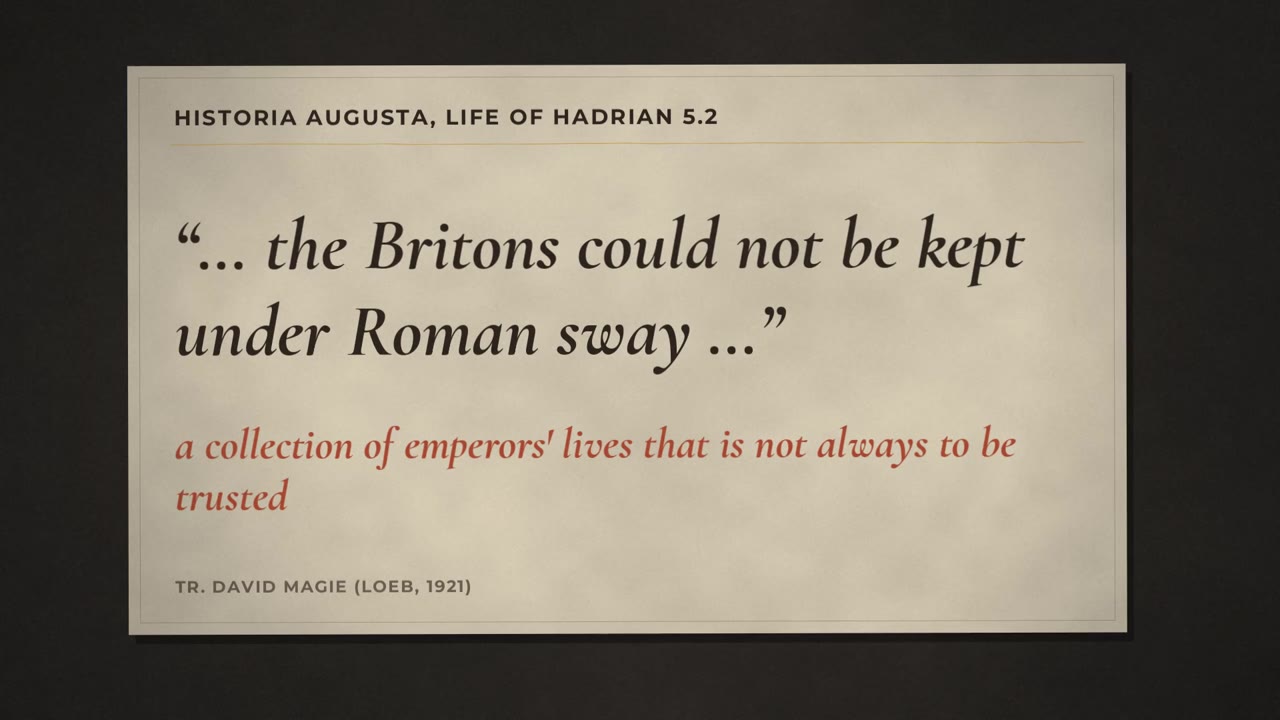 HISTORIA AUGUSTA, LIFE OF HADRIAN 5.2
“... the Britons could not be kept
under Roman sway ...”
a collection of emperors' lives that is not always to be
trusted
TR. DAVID MAGIE (LOEB, 1921)